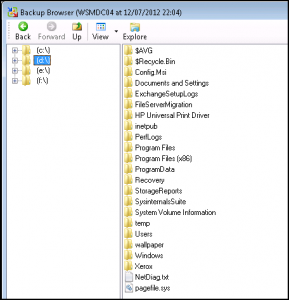 Backup Browser (WSMDC04 at 12/07/2012 22:04)
Back Forward Up View Explore
(c:\)
(d:\)
(e:\)
(f:\)
$AVG
$Recycle.Bin
Config.Msi
Documents and Settings
ExchangeSetupLogs
FileServerMigration
HP Universal Print Driver
inetpub
PerfLogs
Program Files
Program Files (x86)
ProgramData
Recovery
StorageReports
SysinternalsSuite
System Volume Information
temp
Users
wallpaper
Windows
Xerox
NetDiag.txt
pagefile.sys